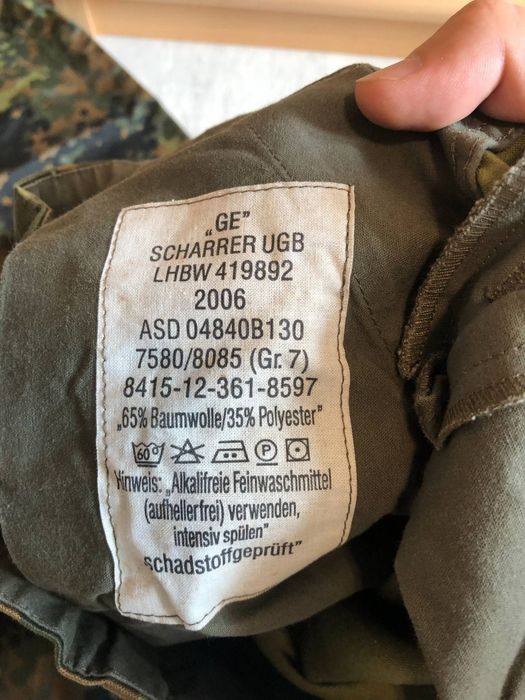 „GE”
SCHARRER UGB
LHBW 419892
2006
ASD 04840B130
7580/8085 (Gr. 7)
8415-12-361-8597
„65% Baumwolle/35% Polyester”
60° P
Hinweis: „Alkalifreie Feinwaschmittel
(aufhellerfrei) verwenden,
intensiv spülen”
schadstoffgeprüft”